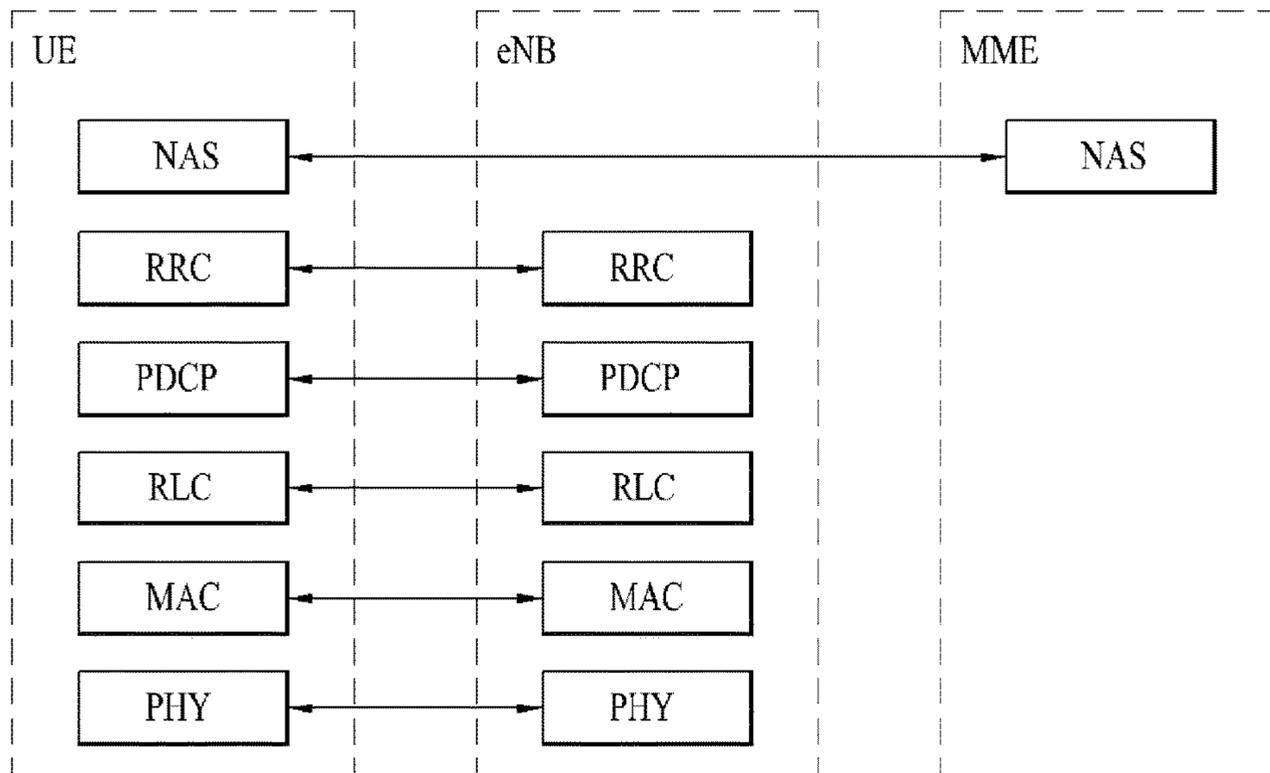 UE eNB MME
NAS NAS
RRC RRC
PDCP PDCP
RLC RLC
MAC MAC
PHY PHY